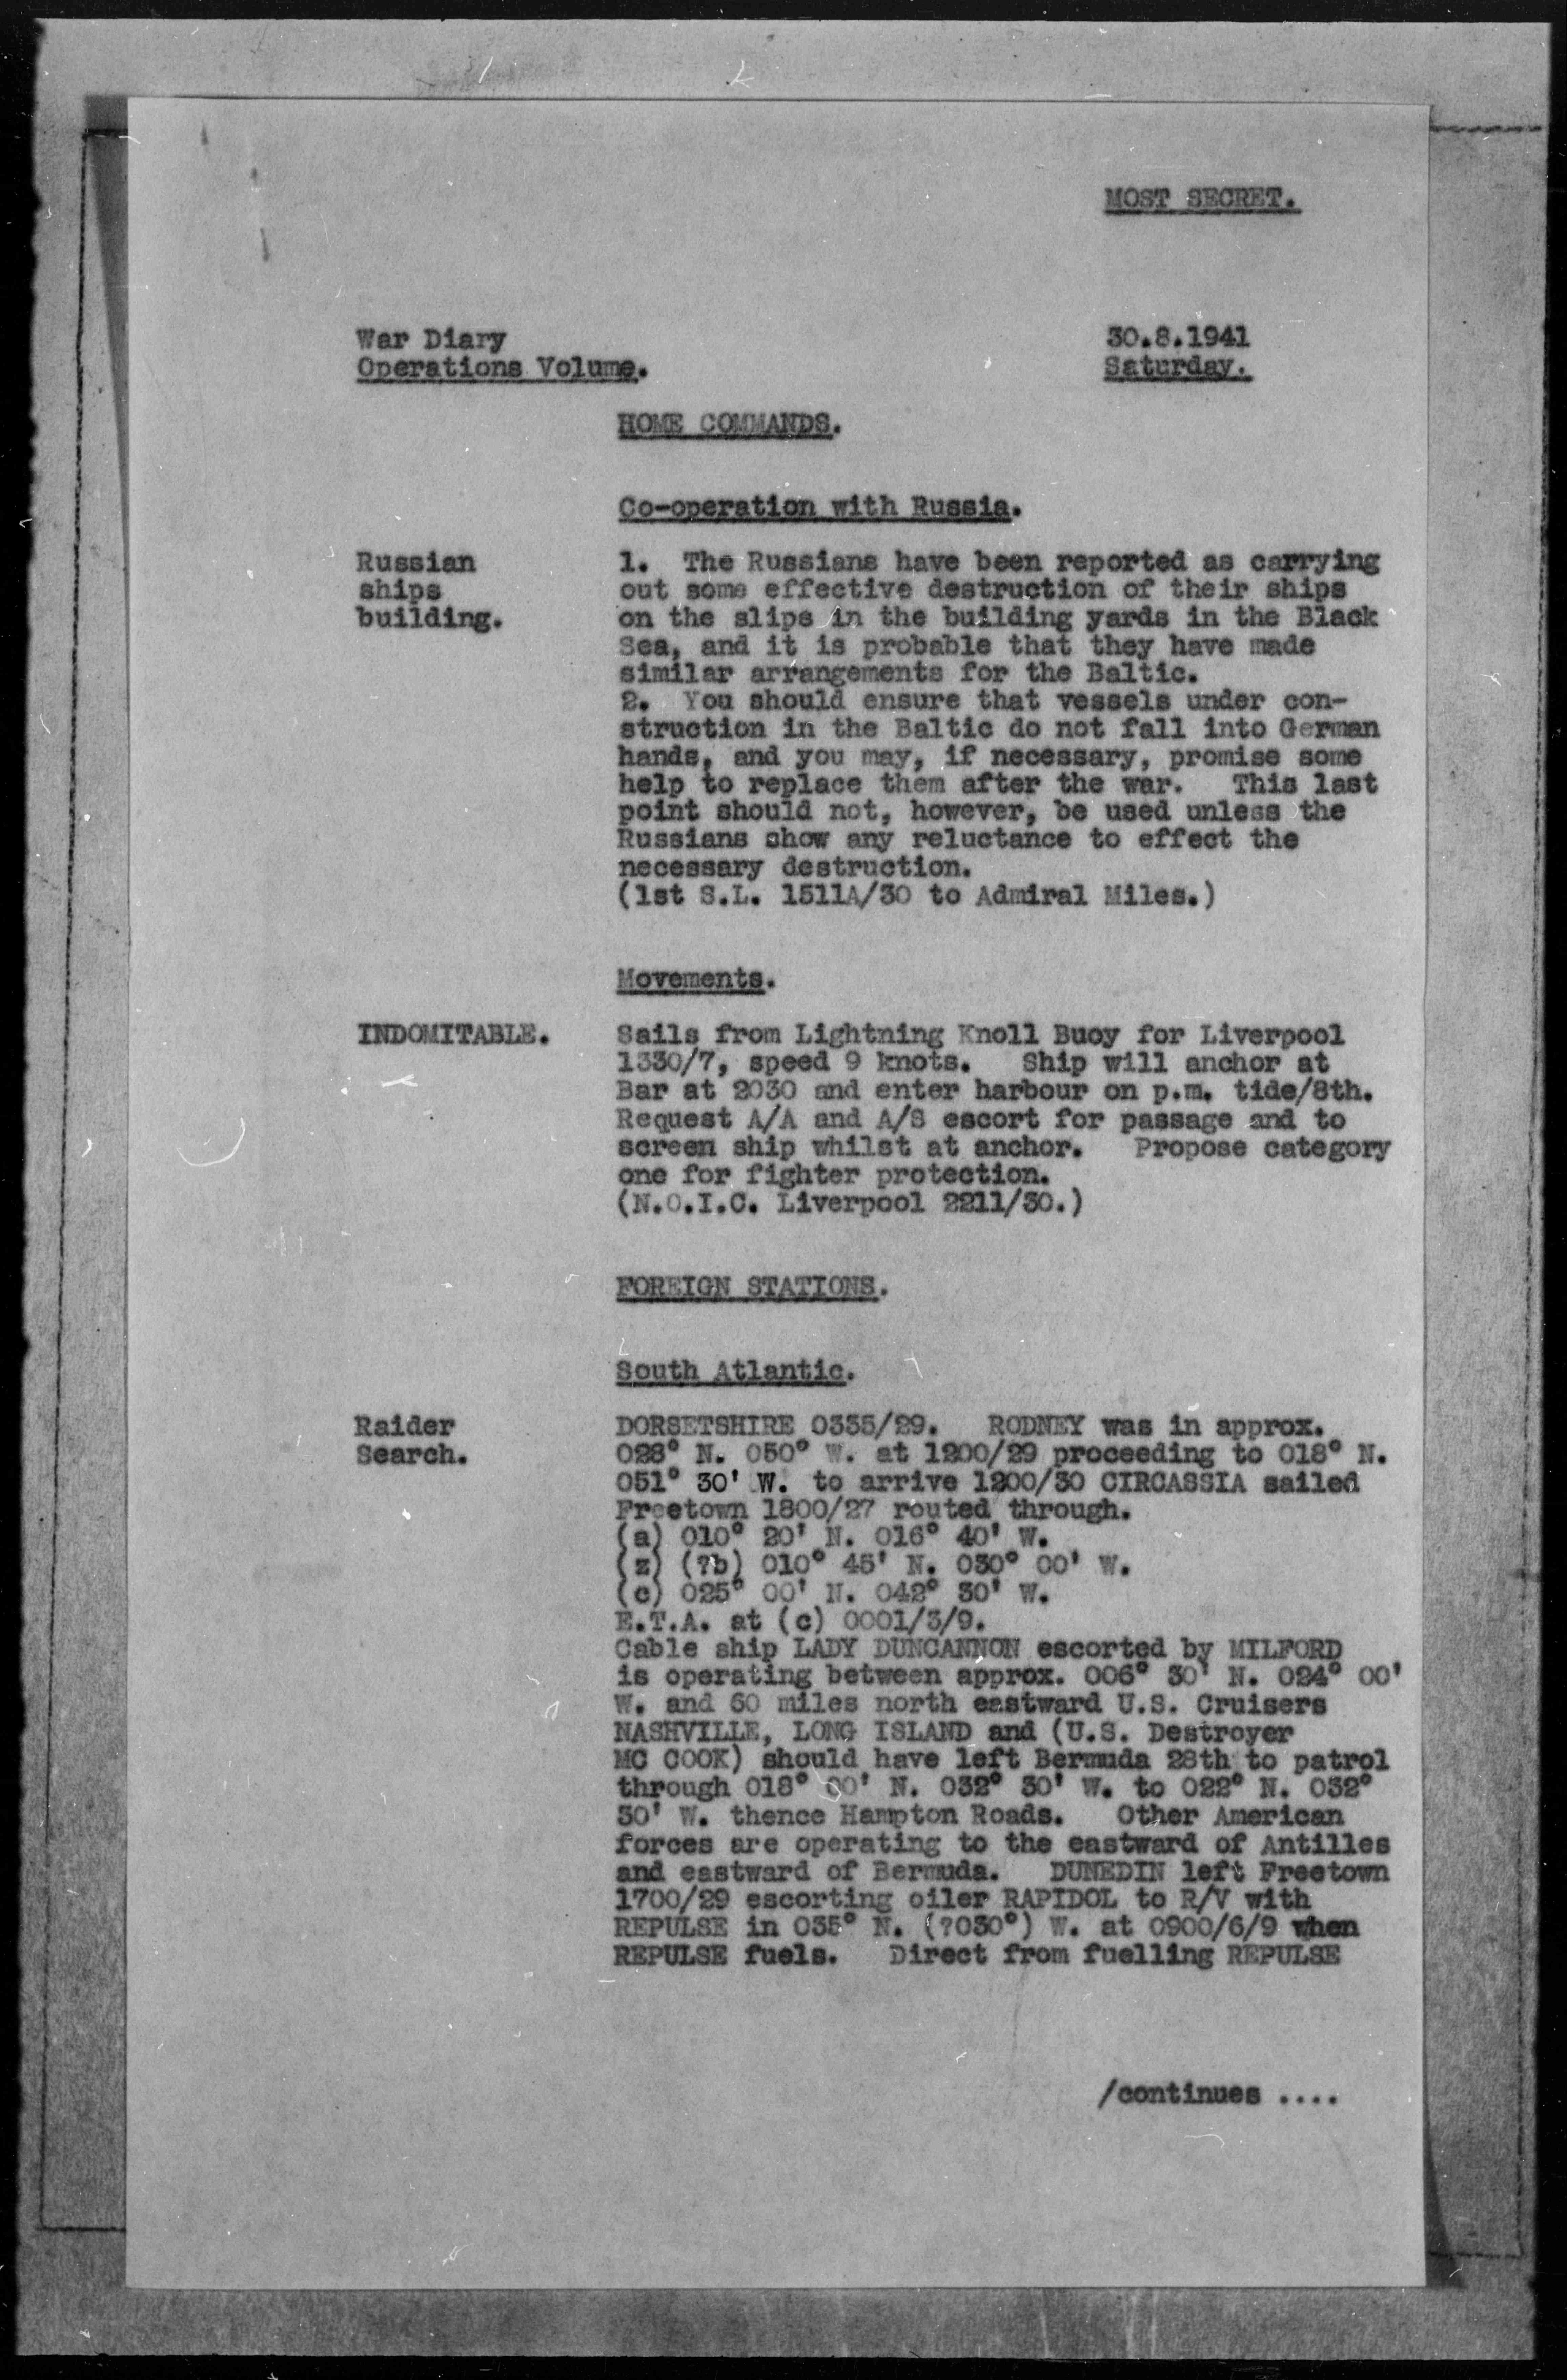 MOST SECRET.
War Diary
Operations Volume.
30.8.1941
Saturday.
HOME COMMANDS.
Co-operation with Russia.
Russian
ships
building.
1. The Russians have been reported as carrying
out some effective destruction of their ships
on the slips in the building yards in the Black
Sea, and it is probable that they have made
similar arrangements for the Baltic.
2. You should ensure that vessels under con-
struction in the Baltic do not fall into German
hands, and you may, if necessary, promise some
help to replace them after the war. This last
point should not, however, be used unless the
Russians show any reluctance to effect the
necessary destruction.
(1st S.L. 1511A/30 to Admiral Miles.)
Movements.
INDOMITABLE.
Sails from Lightning Knoll Buoy for Liverpool
1330/7, speed 9 knots. Ship will anchor at
Bar at 2030 and enter harbour on p.m. tide/8th.
Request A/A and A/S escort for passage and to
screen ship whilst at anchor. Propose category
one for fighter protection.
(N.O.I.C. Liverpool 2211/30.)
FOREIGN STATIONS.
South Atlantic.
Raider
Search.
DORSETSHIRE 0335/29. RODNEY was in approx.
028° N. 050° W. at 1200/29 proceeding to 018° N.
051° 30' W. to arrive 1200/30 CIRCASSIA sailed
Freetown 1800/27 routed through.
(a) 010° 20' N. 016° 40' W.
(z) (?b) 010° 45' N. 030° 00' W.
(c) 025° 00' N. 042° 30' W.
E.T.A. at (c) 0001/3/9.
Cable ship LADY DUNCANNON escorted by MILFORD
is operating between approx. 006° 30' N. 024° 00'
W. and 60 miles north eastward U.S. Cruisers
NASHVILLE, LONG ISLAND and (U.S. Destroyer
MC COOK) should have left Bermuda 28th to patrol
through 018° 00' N. 032° 30' W. to 022° N. 032°
30' W. thence Hampton Roads. Other American
forces are operating to the eastward of Antilles
and eastward of Bermuda. DUNEDIN left Freetown
1700/29 escorting oiler RAPIDOL to R/V with
REPULSE in 035° N. (?030°) W. at 0900/6/9 when
REPULSE fuels. Direct from fuelling REPULSE
/continues ....